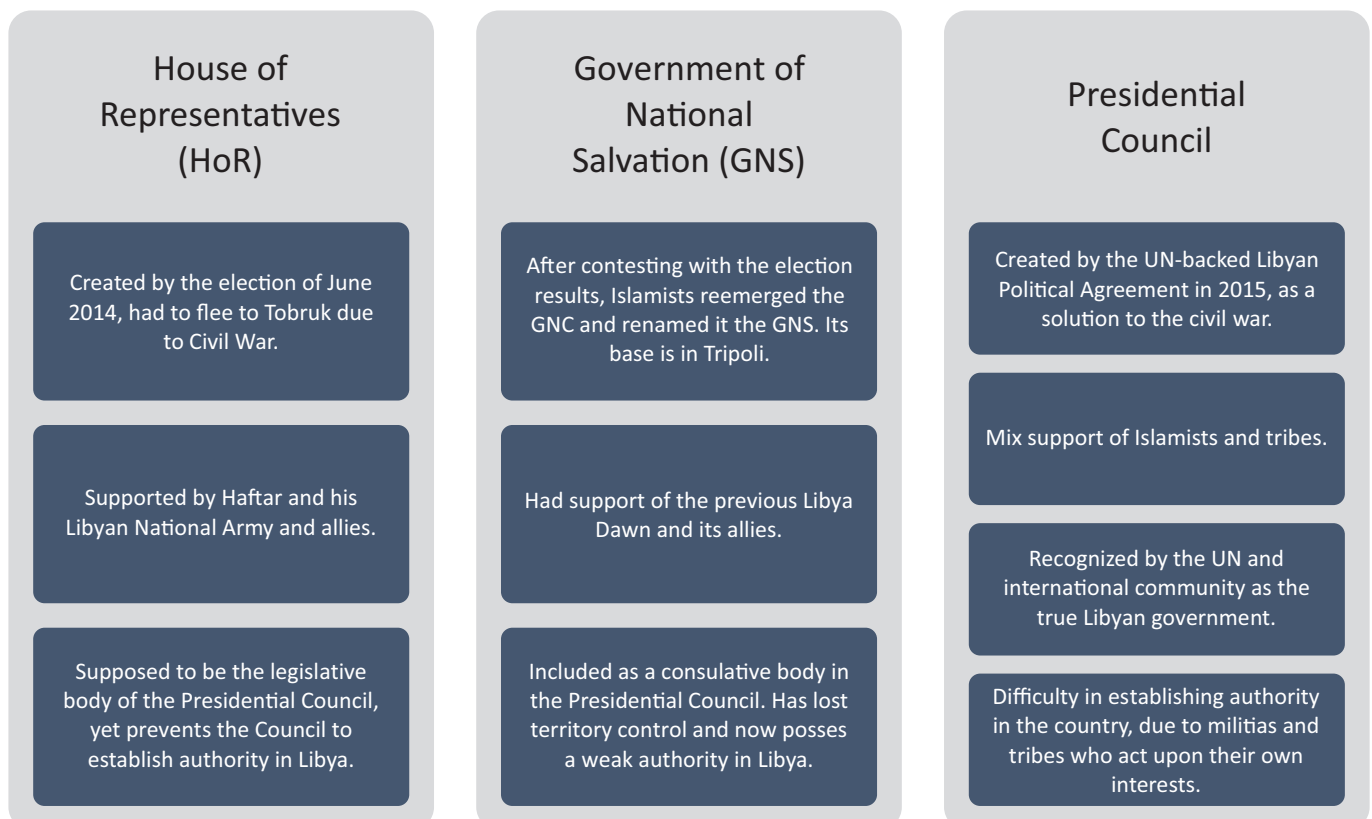 House of
Representatives
(HoR)
Created by the election of June
2014, had to flee to Tobruk due
to Civil War.
Supported by Haftar and his
Libyan National Army and allies.
Supposed to be the legislative
body of the Presidential Council,
yet prevents the Council to
establish authority in Libya.
Government of
National
Salvation (GNS)
After contesting with the election
results, Islamists reemerged the
GNC and renamed it the GNS. Its
base is in Tripoli.
Had support of the previous Libya
Dawn and its allies.
Included as a consulative body in
the Presidential Council. Has lost
territory control and now posses
a weak authority in Libya.
Presidential
Council
Created by the UN-backed Libyan
Political Agreement in 2015, as a
solution to the civil war.
Mix support of Islamists and tribes.
Recognized by the UN and
international community as the
true Libyan government.
Difficulty in establishing authority
in the country, due to militias and
tribes who act upon their own
interests.